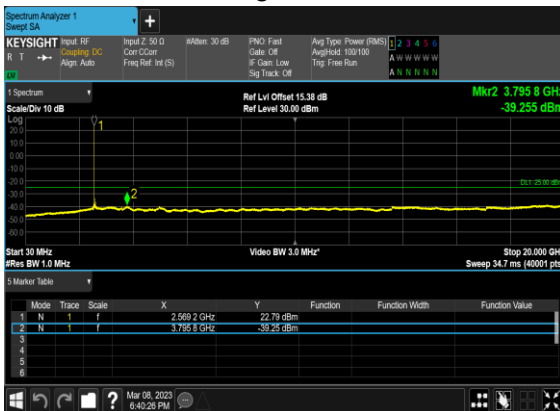 Spectrum Analyzer 1
Swept SA
KEYSIGHT Input: RF Input Z: 50 Ω #Atten: 30 dB PNO: Fast Avg Type: Power (RMS) 1 2 3 4 5 6
R T Coupling: DC Corr CCorr Gate: Off Avg|Hold: 100/100 A W W W W W
Align: Auto Freq Ref: Int (S) IF Gain: Low Trig: Free Run
LV Sig Track: Off A N N N N N
1 Spectrum Ref Lvl Offset 15.38 dB Mkr2 3.795 8 GHz
Scale/Div 10 dB Ref Level 30.00 dBm -39.255 dBm
Log
20.0
10.0
0.00
-10.0
-20.0
-30.0
-40.0
-50.0
-60.0
1
2
DL1 -25.00 dBm
Start 30 MHz Video BW 3.0 MHz* Stop 20.000 GHz
#Res BW 1.0 MHz Sweep 34.7 ms (40001 pts)
5 Marker Table
Mode Trace Scale X Y Function Function Width Function Value
1 N 1 f 2.569 2 GHz 22.79 dBm
2 N 1 f 3.795 8 GHz -39.25 dBm
3
4
5
6
? Mar 08, 2023
6:40:26 PM